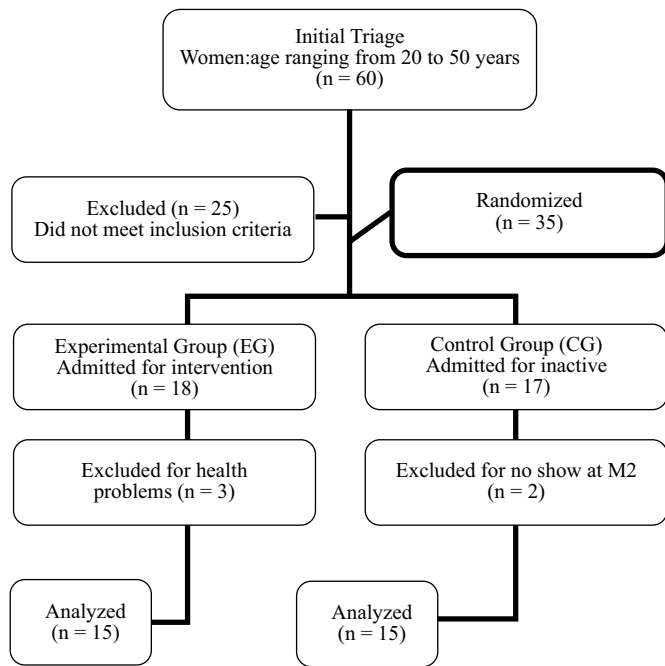 Initial Triage
Women:age ranging from 20 to 50 years
(n = 60)
Excluded (n = 25)
Did not meet inclusion criteria
Randomized
(n = 35)
Experimental Group (EG)
Admitted for intervention
(n = 18)
Control Group (CG)
Admitted for inactive
(n = 17)
Excluded for health
problems (n = 3)
Excluded for no show at M2
(n = 2)
Analyzed
(n = 15)
Analyzed
(n = 15)